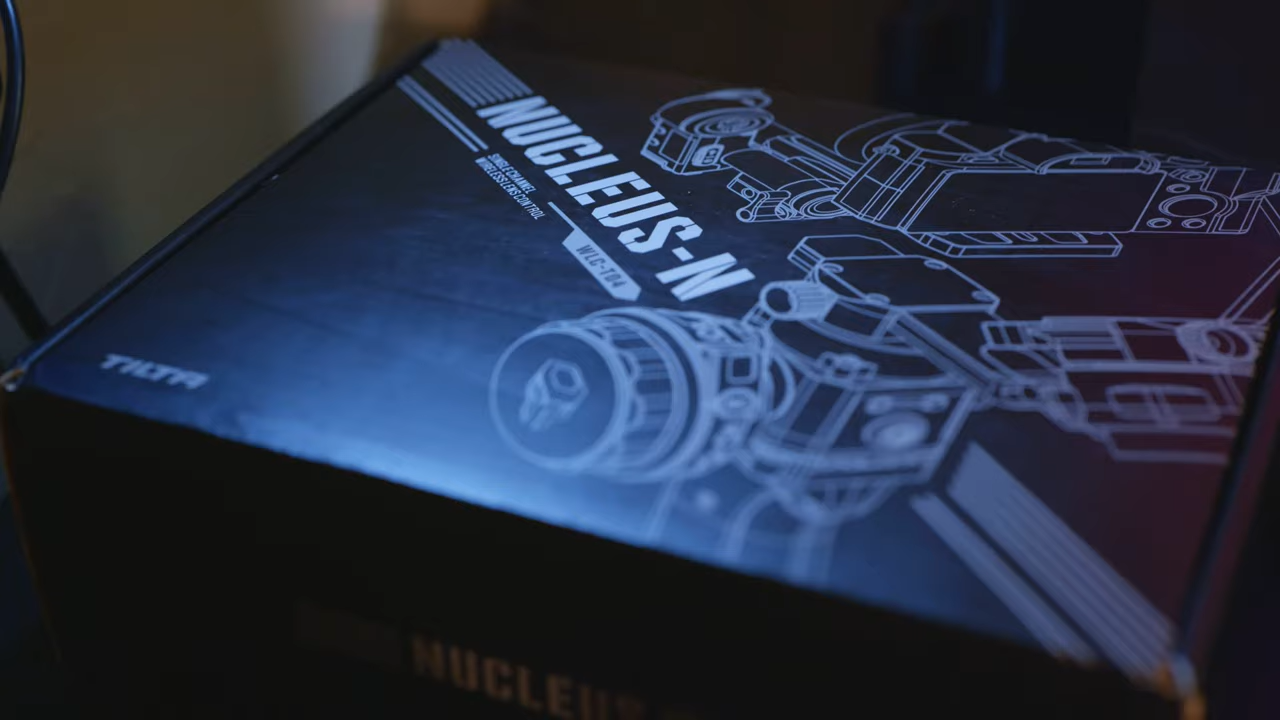 NUCLEUS-N
SINGLE CHANNEL
WIRELESS LENS CONTROL
WLC-T04
TILTA
NUCLEUS